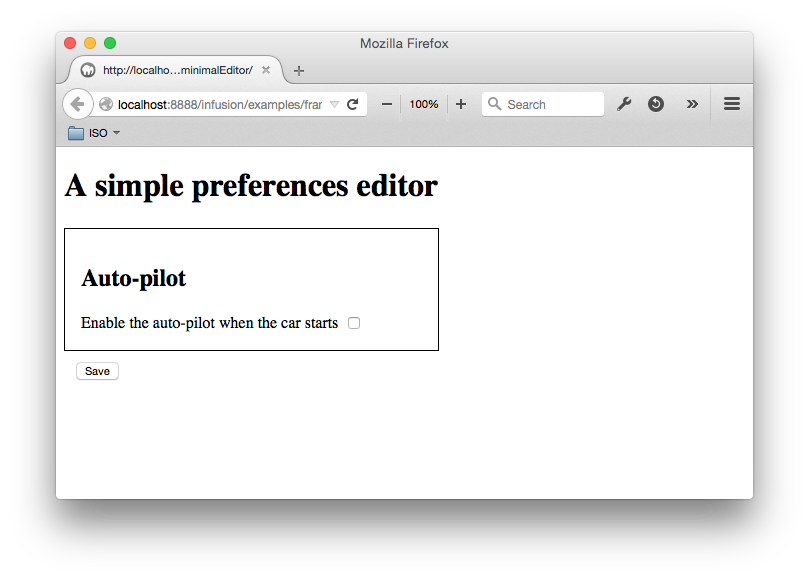 Mozilla Firefox
http://localho...minimalEditor/
localhost:8888/infusion/examples/frar
100%
Search
ISO
A simple preferences editor
Auto-pilot
Enable the auto-pilot when the car starts
Save